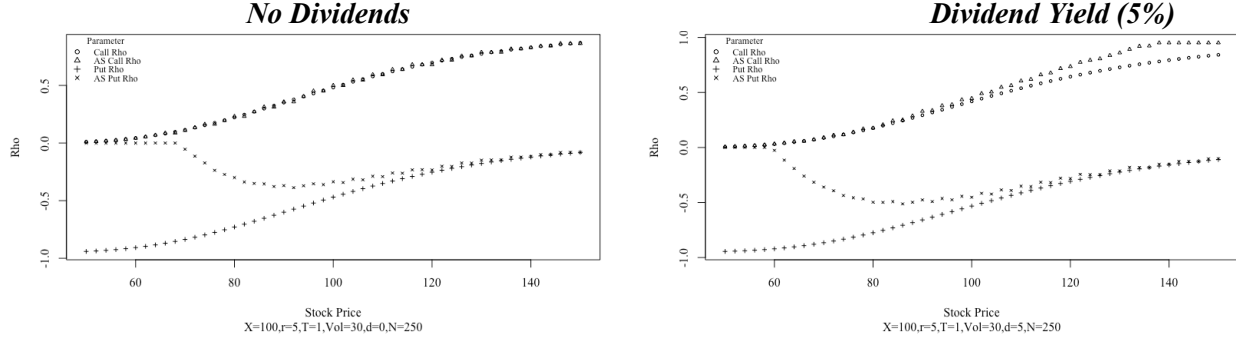 No Dividends
Parameter
Call Rho
AS Call Rho
Put Rho
AS Put Rho
Rho
0.5
0.0
-0.5
-1.0
60
80
100
120
140
Stock Price
X=100,r=5,T=1,Vol=30,d=0,N=250
Dividend Yield (5%)
Parameter
Call Rho
AS Call Rho
Put Rho
AS Put Rho
Rho
1.0
0.5
0.0
-0.5
-1.0
60
80
100
120
140
Stock Price
X=100,r=5,T=1,Vol=30,d=5,N=250